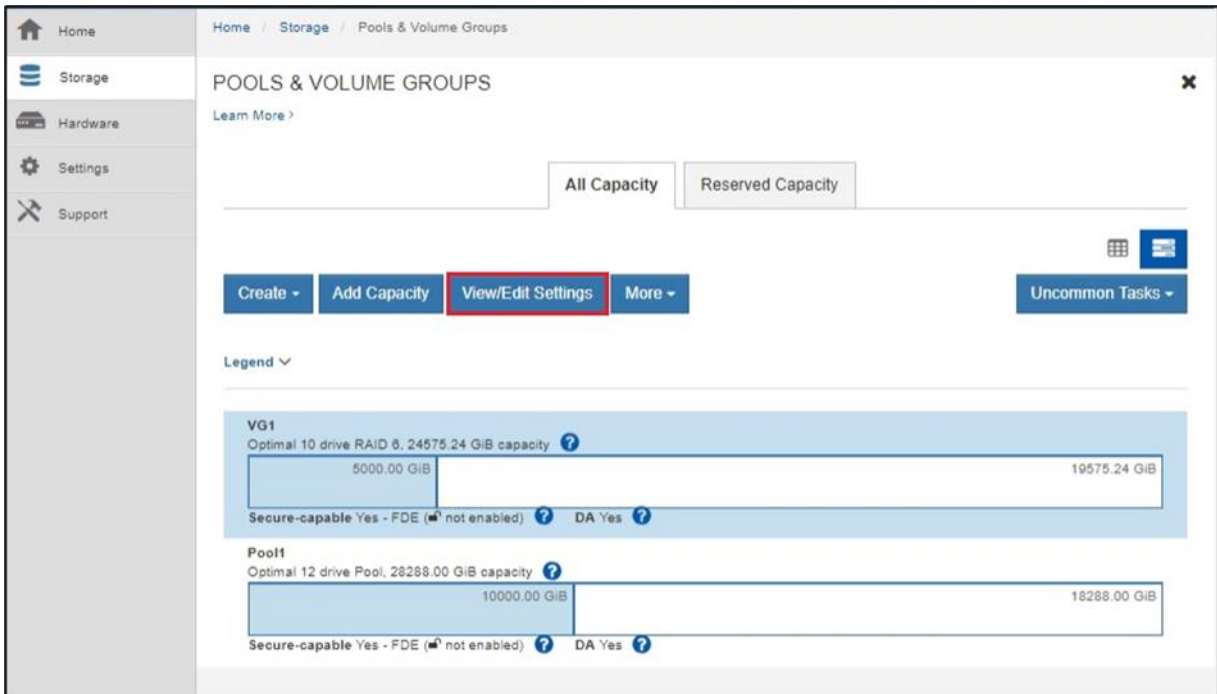 Home
Storage
Hardware
Settings
Support
Home / Storage / Pools & Volume Groups
POOLS & VOLUME GROUPS
Learn More >
All Capacity Reserved Capacity
Create Add Capacity View/Edit Settings More Uncommon Tasks
Legend
VG1
Optimal 10 drive RAID 6, 24575.24 GiB capacity ?
5000.00 GiB 19575.24 GiB
Secure-capable Yes - FDE ( not enabled) ? DA Yes ?
Pool1
Optimal 12 drive Pool, 28288.00 GiB capacity ?
10000.00 GiB 18288.00 GiB
Secure-capable Yes - FDE ( not enabled) ? DA Yes ?